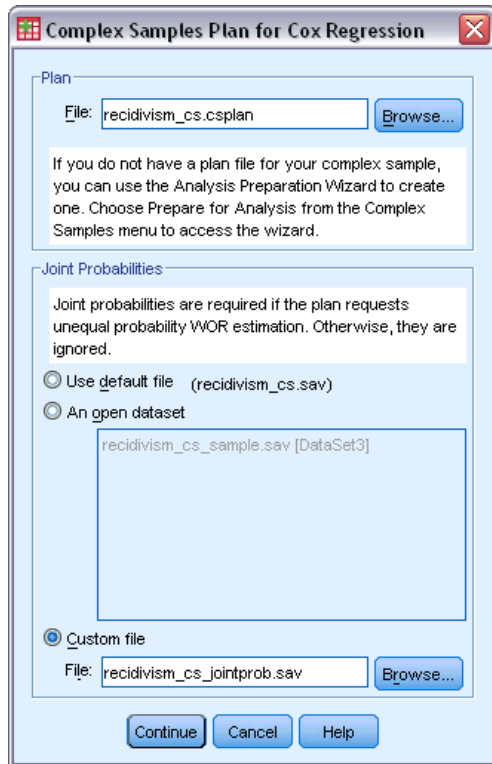 Complex Samples Plan for Cox Regression
Plan
File: recidivism_cs.csplan Browse...
If you do not have a plan file for your complex sample,
you can use the Analysis Preparation Wizard to create
one. Choose Prepare for Analysis from the Complex
Samples menu to access the wizard.
Joint Probabilities
Joint probabilities are required if the plan requests
unequal probability WOR estimation. Otherwise, they are
ignored.
Use default file (recidivism_cs.sav)
An open dataset
recidivism_cs_sample.sav [DataSet3]
Custom file
File: recidivism_cs_jointprob.sav Browse...
Continue Cancel Help